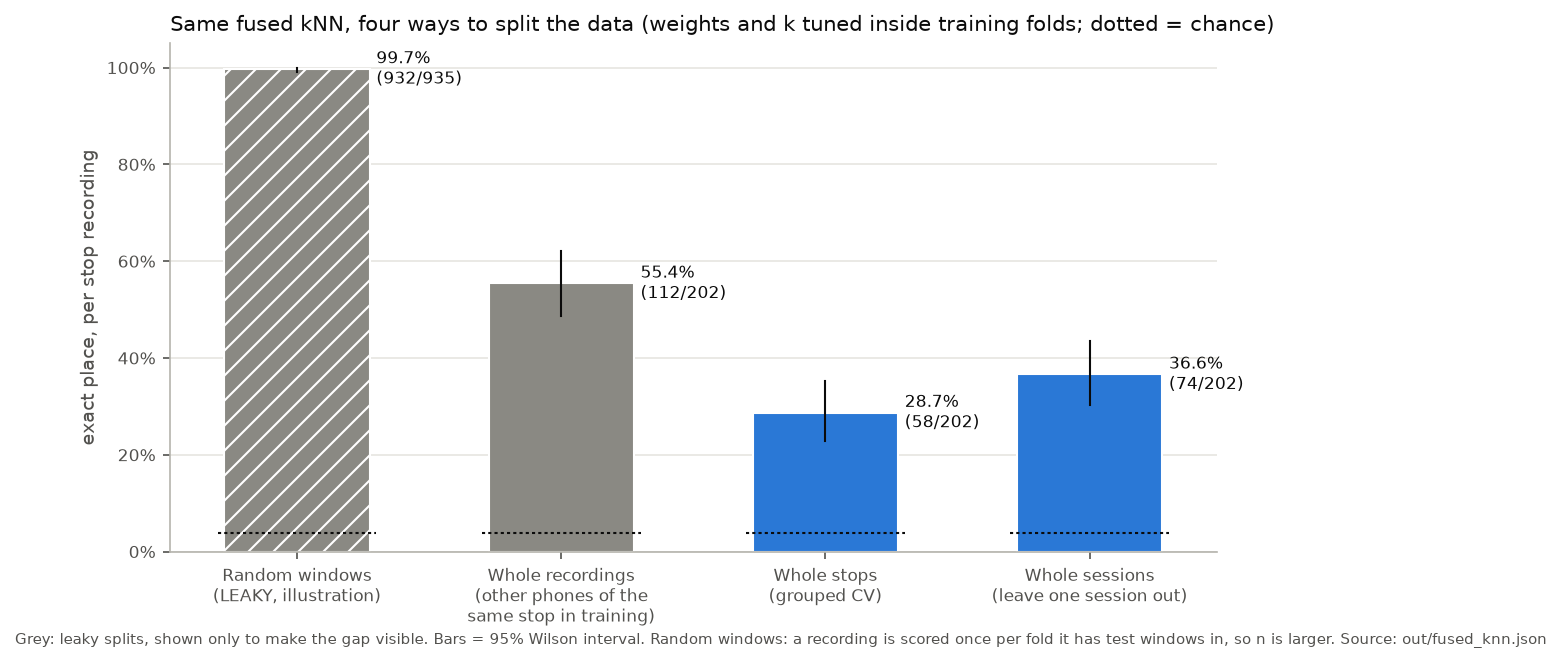 Same fused kNN, four ways to split the data (weights and k tuned inside training folds; dotted = chance)
exact place, per stop recording
100%
80%
60%
40%
20%
0%
99.7%
(932/935)
55.4%
(112/202)
28.7%
(58/202)
36.6%
(74/202)
Random windows
(LEAKY, illustration)
Whole recordings
(other phones of the
same stop in training)
Whole stops
(grouped CV)
Whole sessions
(leave one session out)
Grey: leaky splits, shown only to make the gap visible. Bars = 95% Wilson interval. Random windows: a recording is scored once per fold it has test windows in, so n is larger. Source: out/fused_knn.json